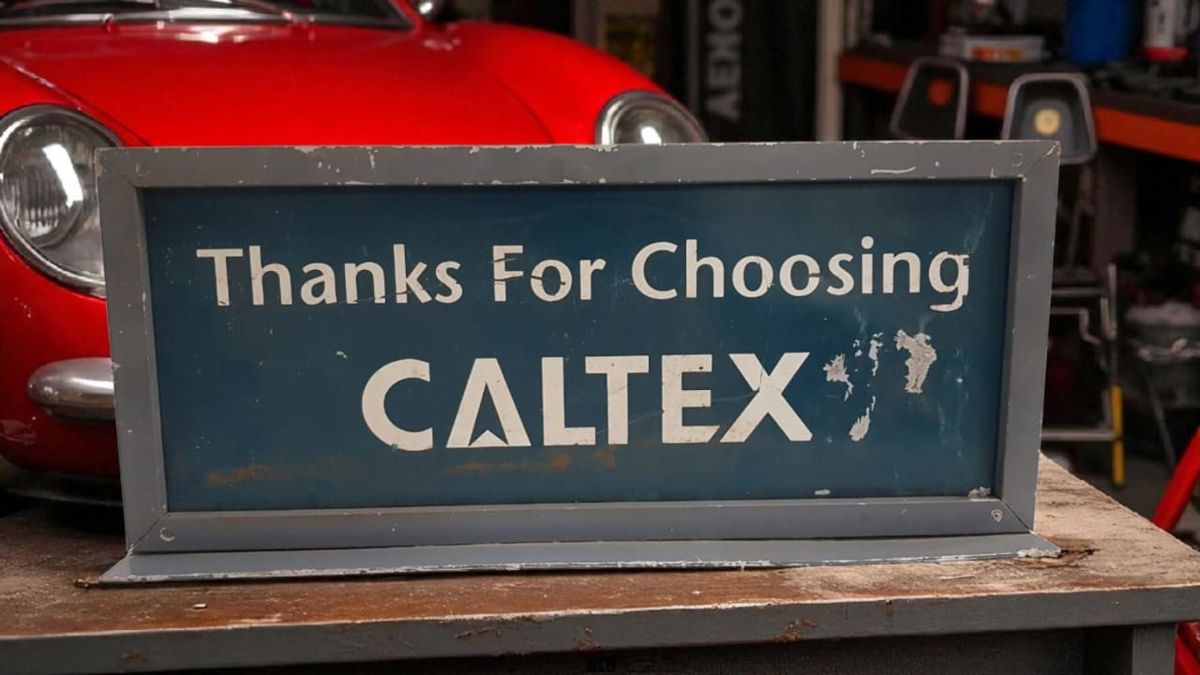 Thanks For Choosing
CALTEX